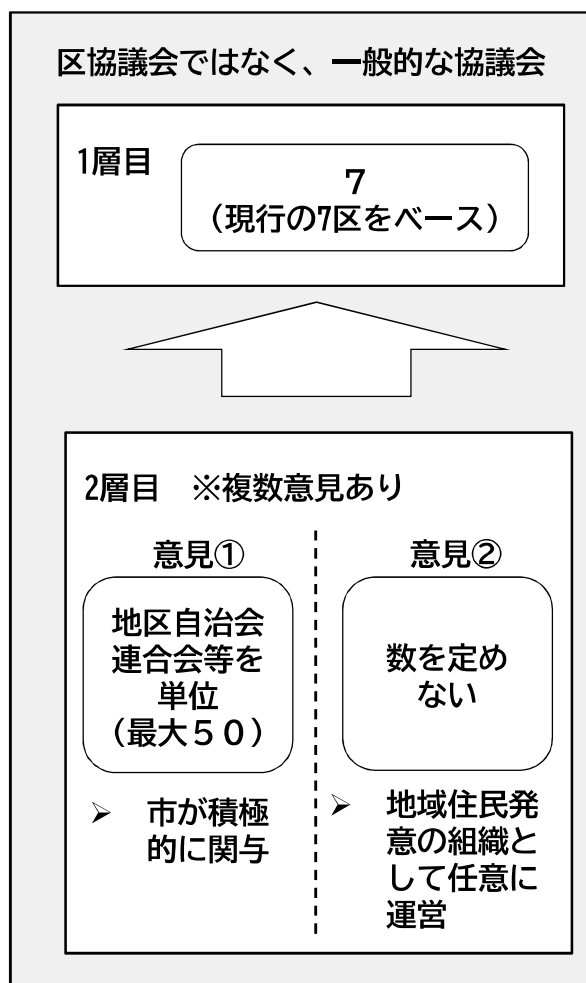 区協議会ではなく、一般的な協議会
1層目
7
（現行の7区をベース）
2層目　※複数意見あり
意見①
地区自治会
連合会等を
単位
（最大５０）
➢ 市が積極
的に関与
意見②
数を定め
ない
➢ 地域住民発
意の組織と
して任意に
運営